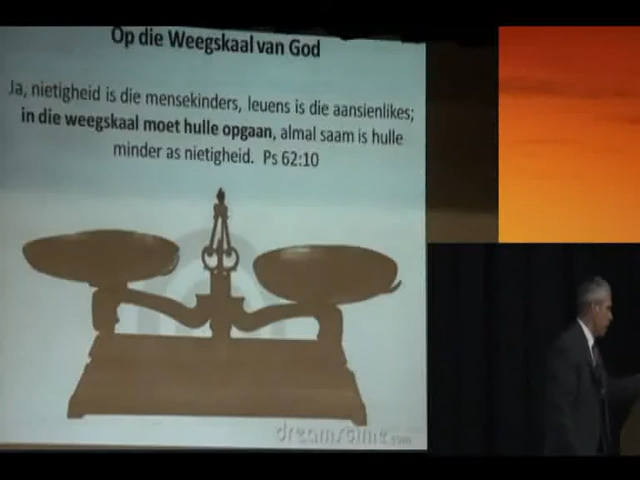 Op die Weegskaal van God
Ja, nietigheid is die mensekinders, leuens is die aansienlikes;
in die weegskaal moet hulle opgaan, almal saam is hulle
minder as nietigheid. Ps 62:10
dreamstime.com